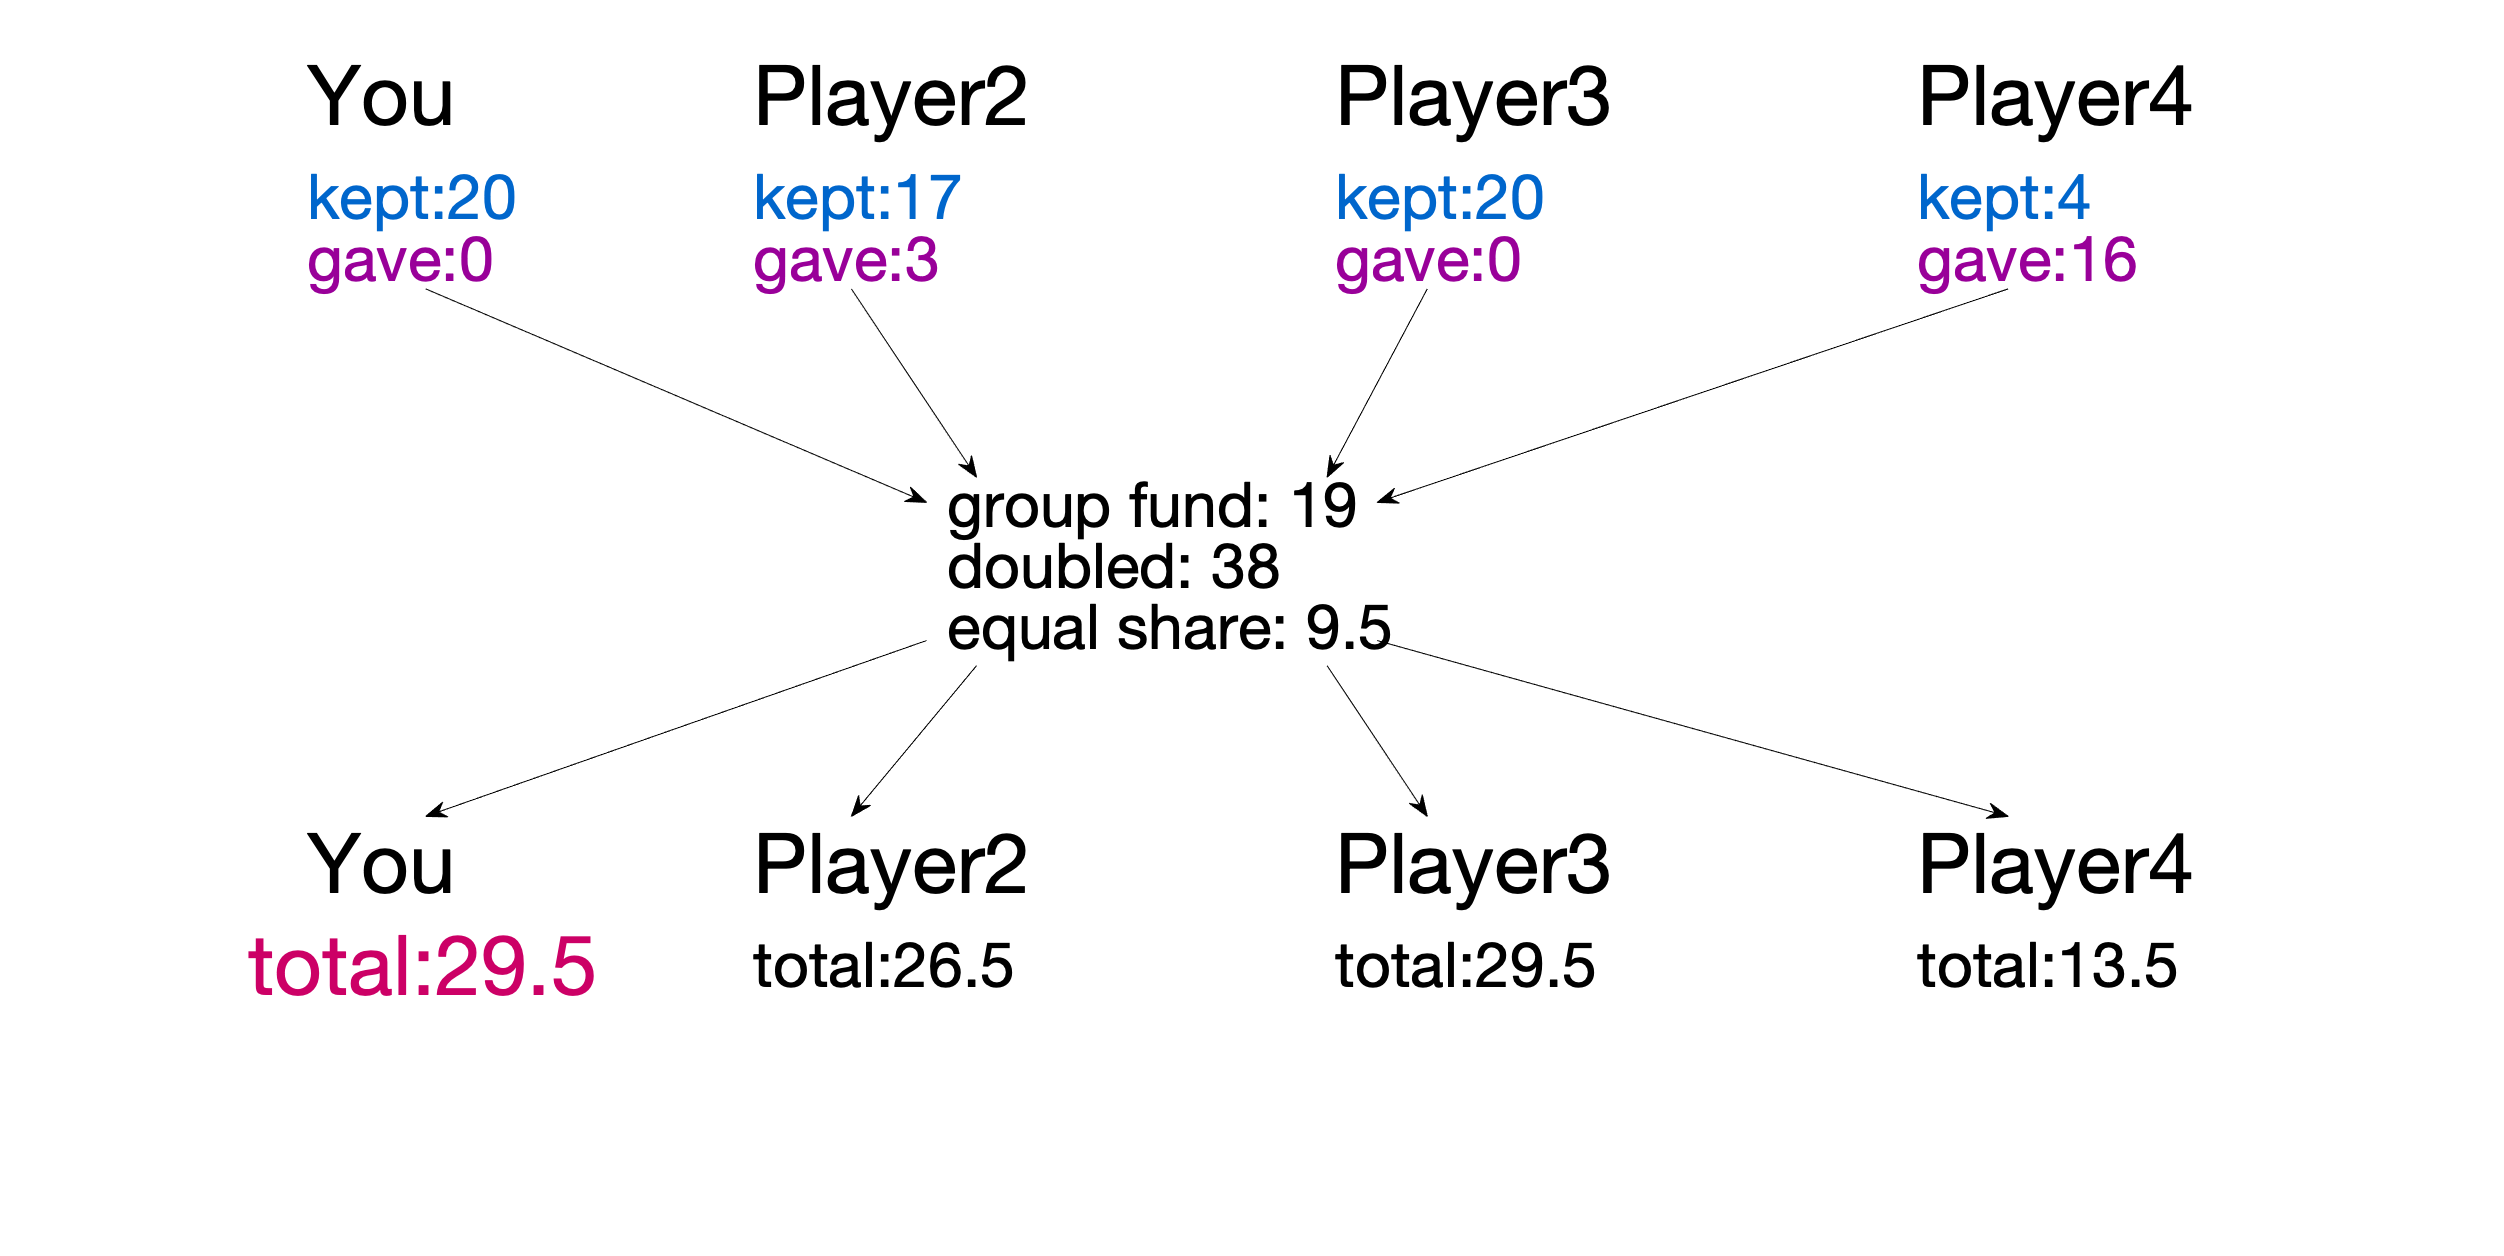 You Player2 Player3 Player4
kept:20 kept:17 kept:20 kept:4
gave:0 gave:3 gave:0 gave:16
group fund: 19
doubled: 38
equal share: 9.5
You Player2 Player3 Player4
total:29.5 total:26.5 total:29.5 total:13.5